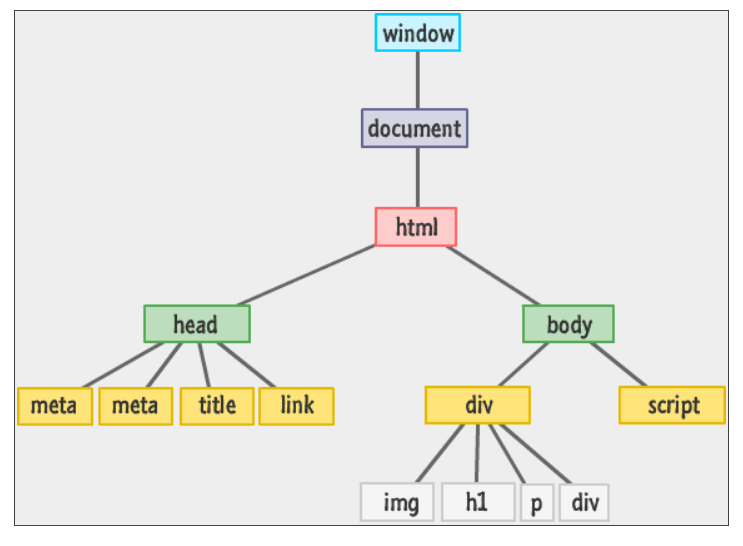 window
document
html
head body
meta meta title link div script
img h1 p div